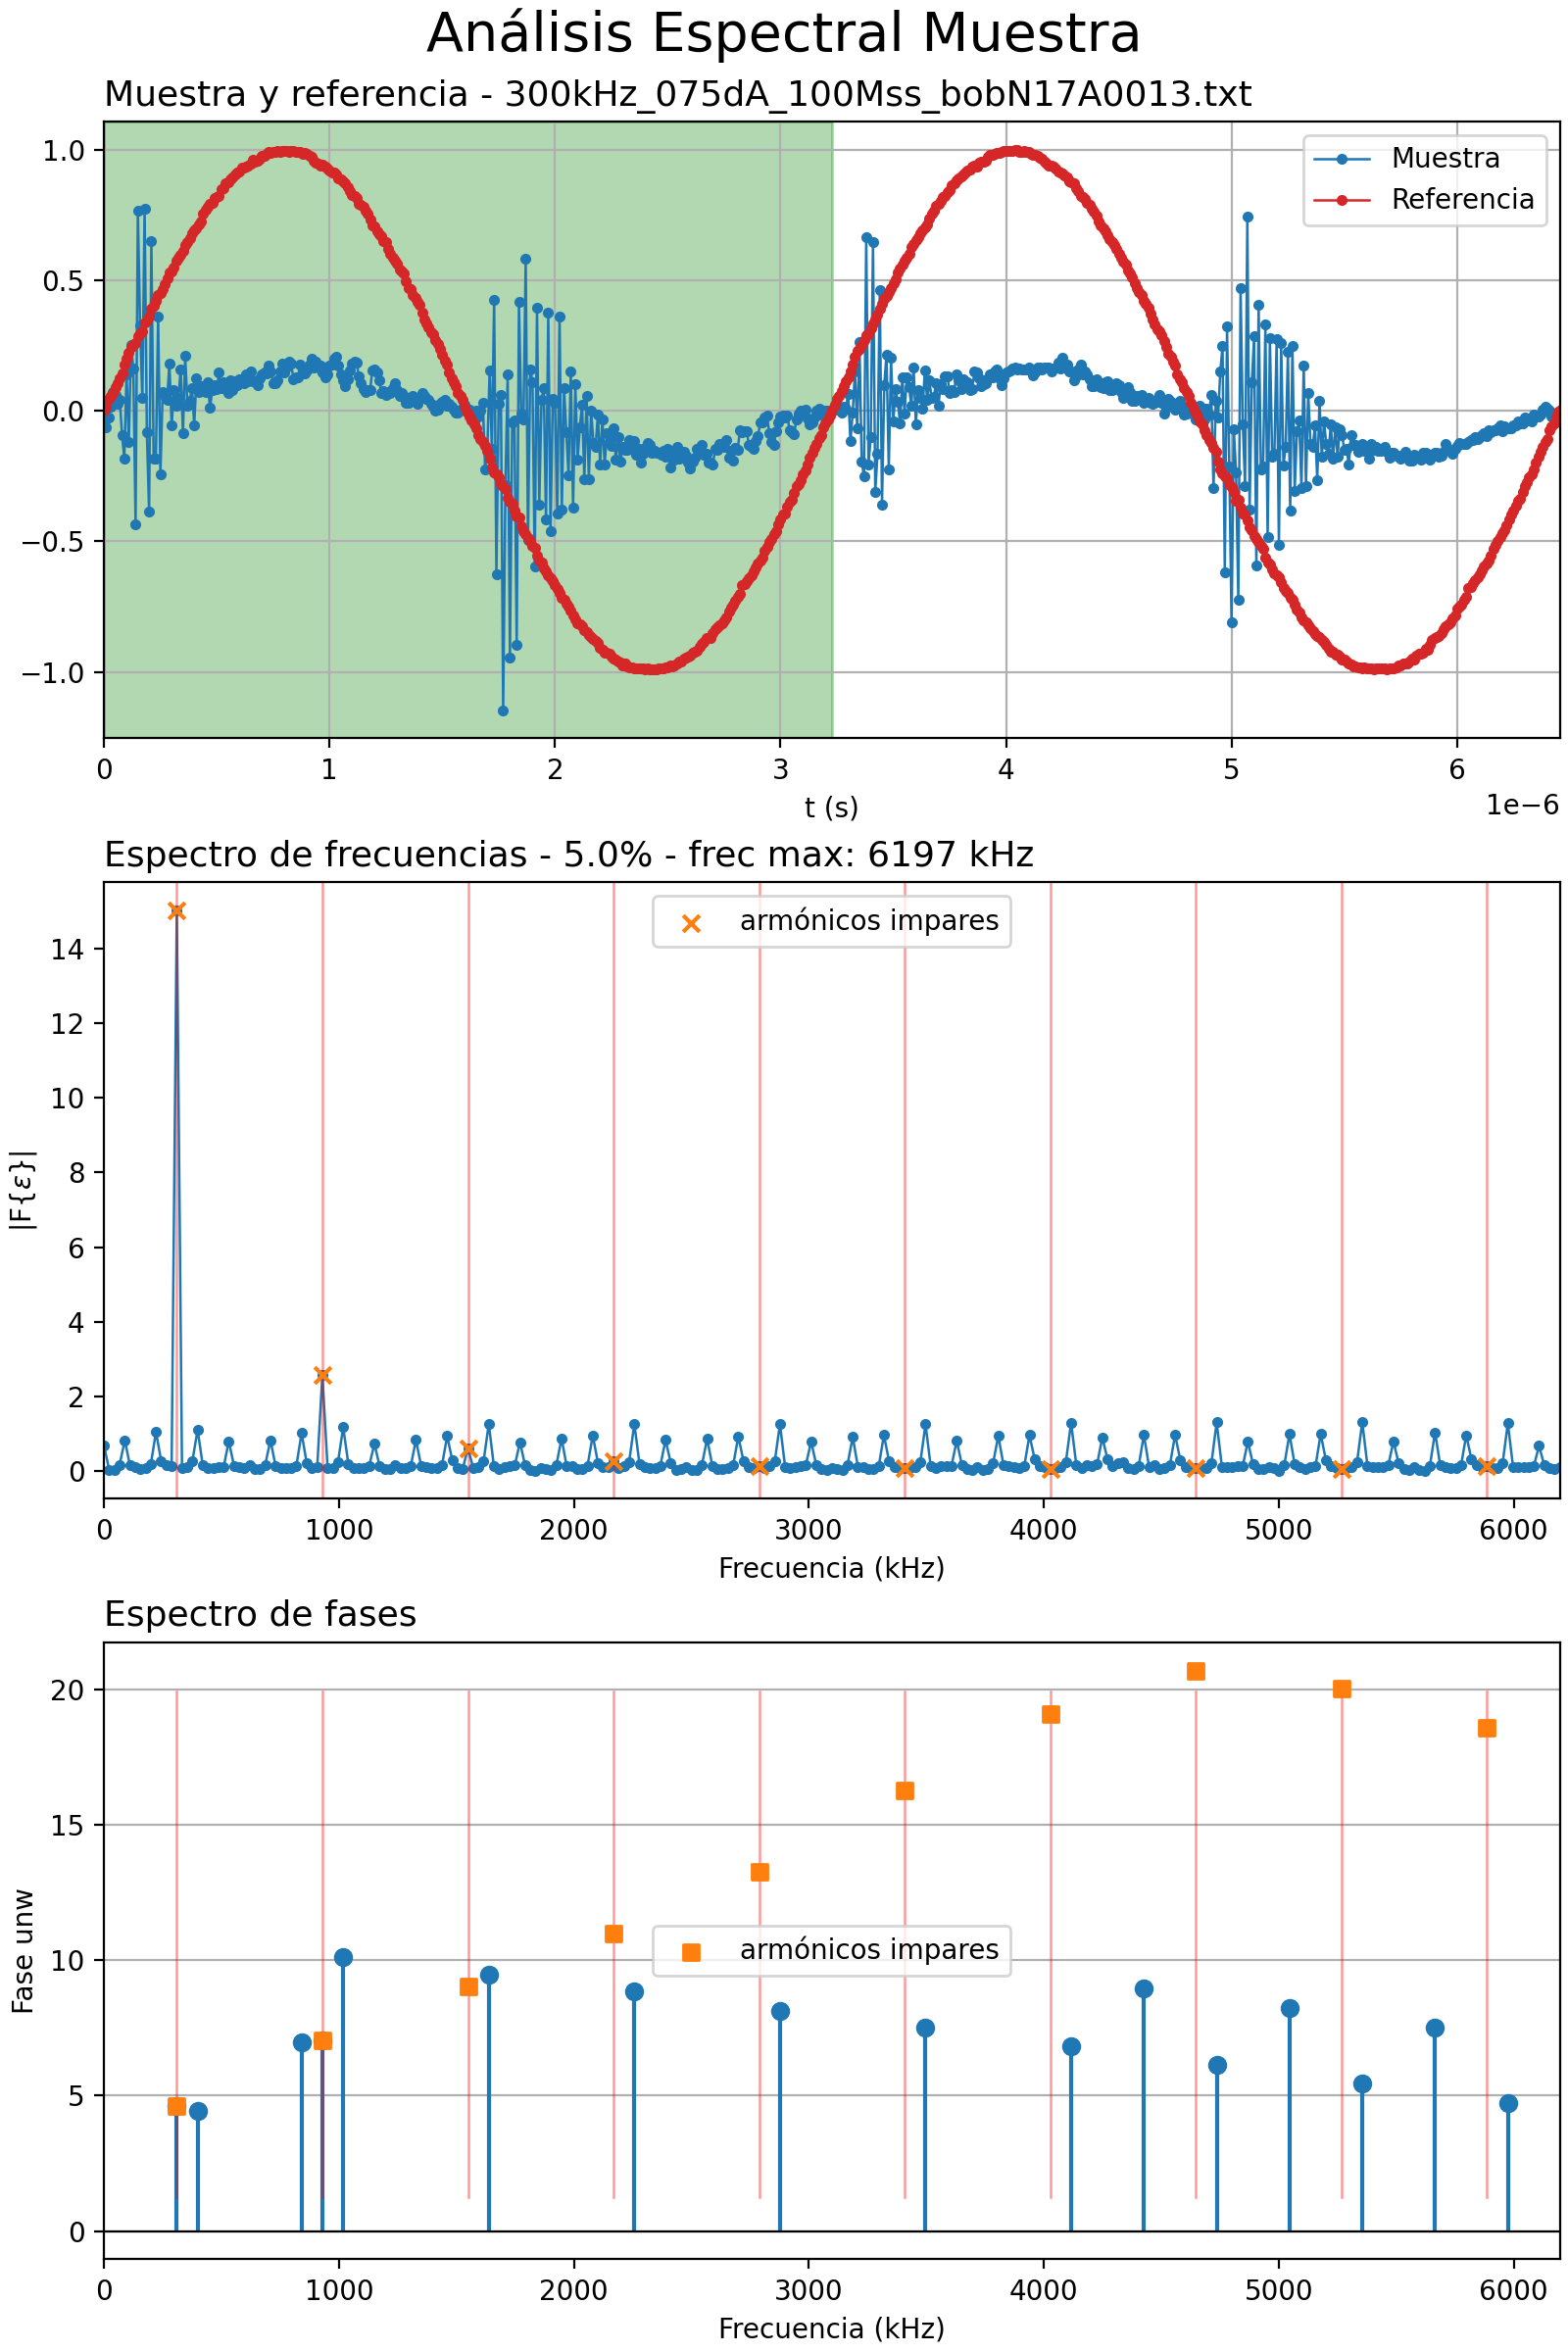 Análisis Espectral Muestra
Muestra y referencia - 300kHz_075dA_100Mss_bobN17A0013.txt
1.0
0.5
0.0
−0.5
−1.0
Muestra
Referencia
0 1 2 3 4 5 6
t (s)
1e−6
Espectro de frecuencias - 5.0% - frec max: 6197 kHz
armónicos impares
14
12
10
8
6
4
2
0
|F{ε}|
0 1000 2000 3000 4000 5000 6000
Frecuencia (kHz)
Espectro de fases
20
15
10
5
0
Fase unw
armónicos impares
0 1000 2000 3000 4000 5000 6000
Frecuencia (kHz)